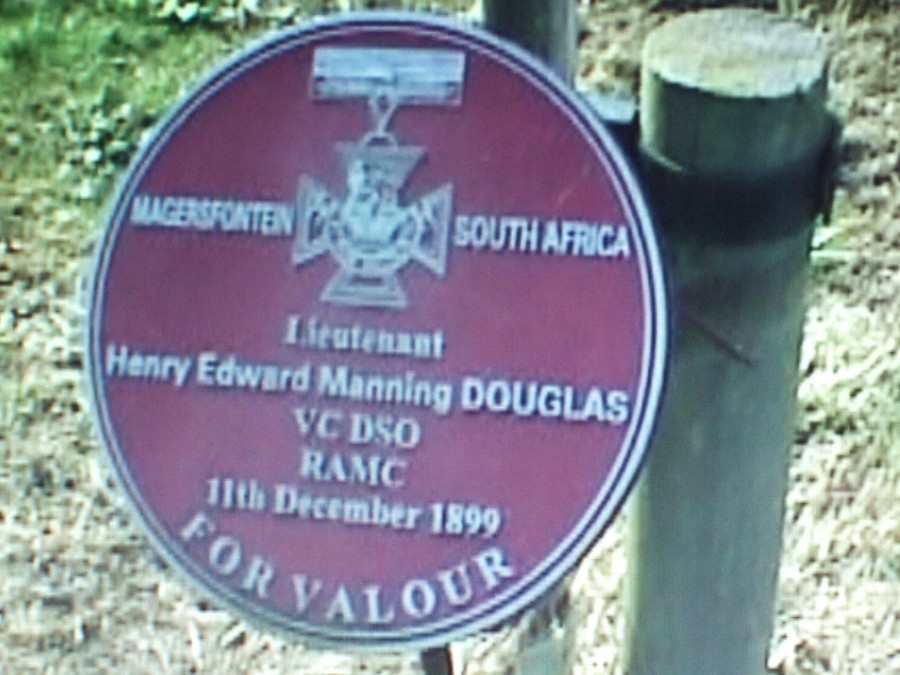 MAGERSFONTEIN SOUTH AFRICA
Lieutenant
Henry Edward Manning DOUGLAS
VC DSO
RAMC
11th December 1899
FOR VALOUR